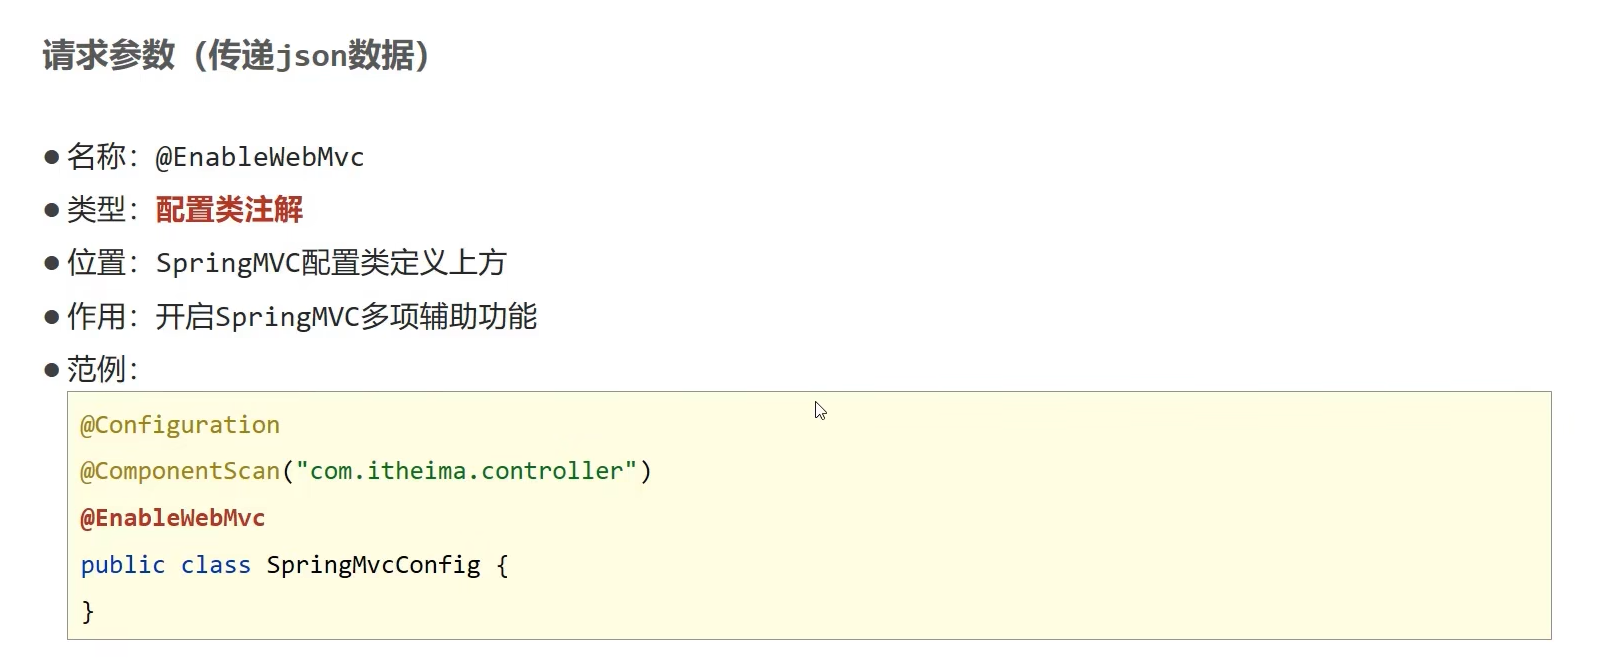 请求参数（传递json数据）
● 名称：@EnableWebMvc
● 类型：配置类注解
● 位置：SpringMVC配置类定义上方
● 作用：开启SpringMVC多项辅助功能
● 范例：
@Configuration
@ComponentScan("com.itheima.controller")
@EnableWebMvc
public class SpringMvcConfig {
}